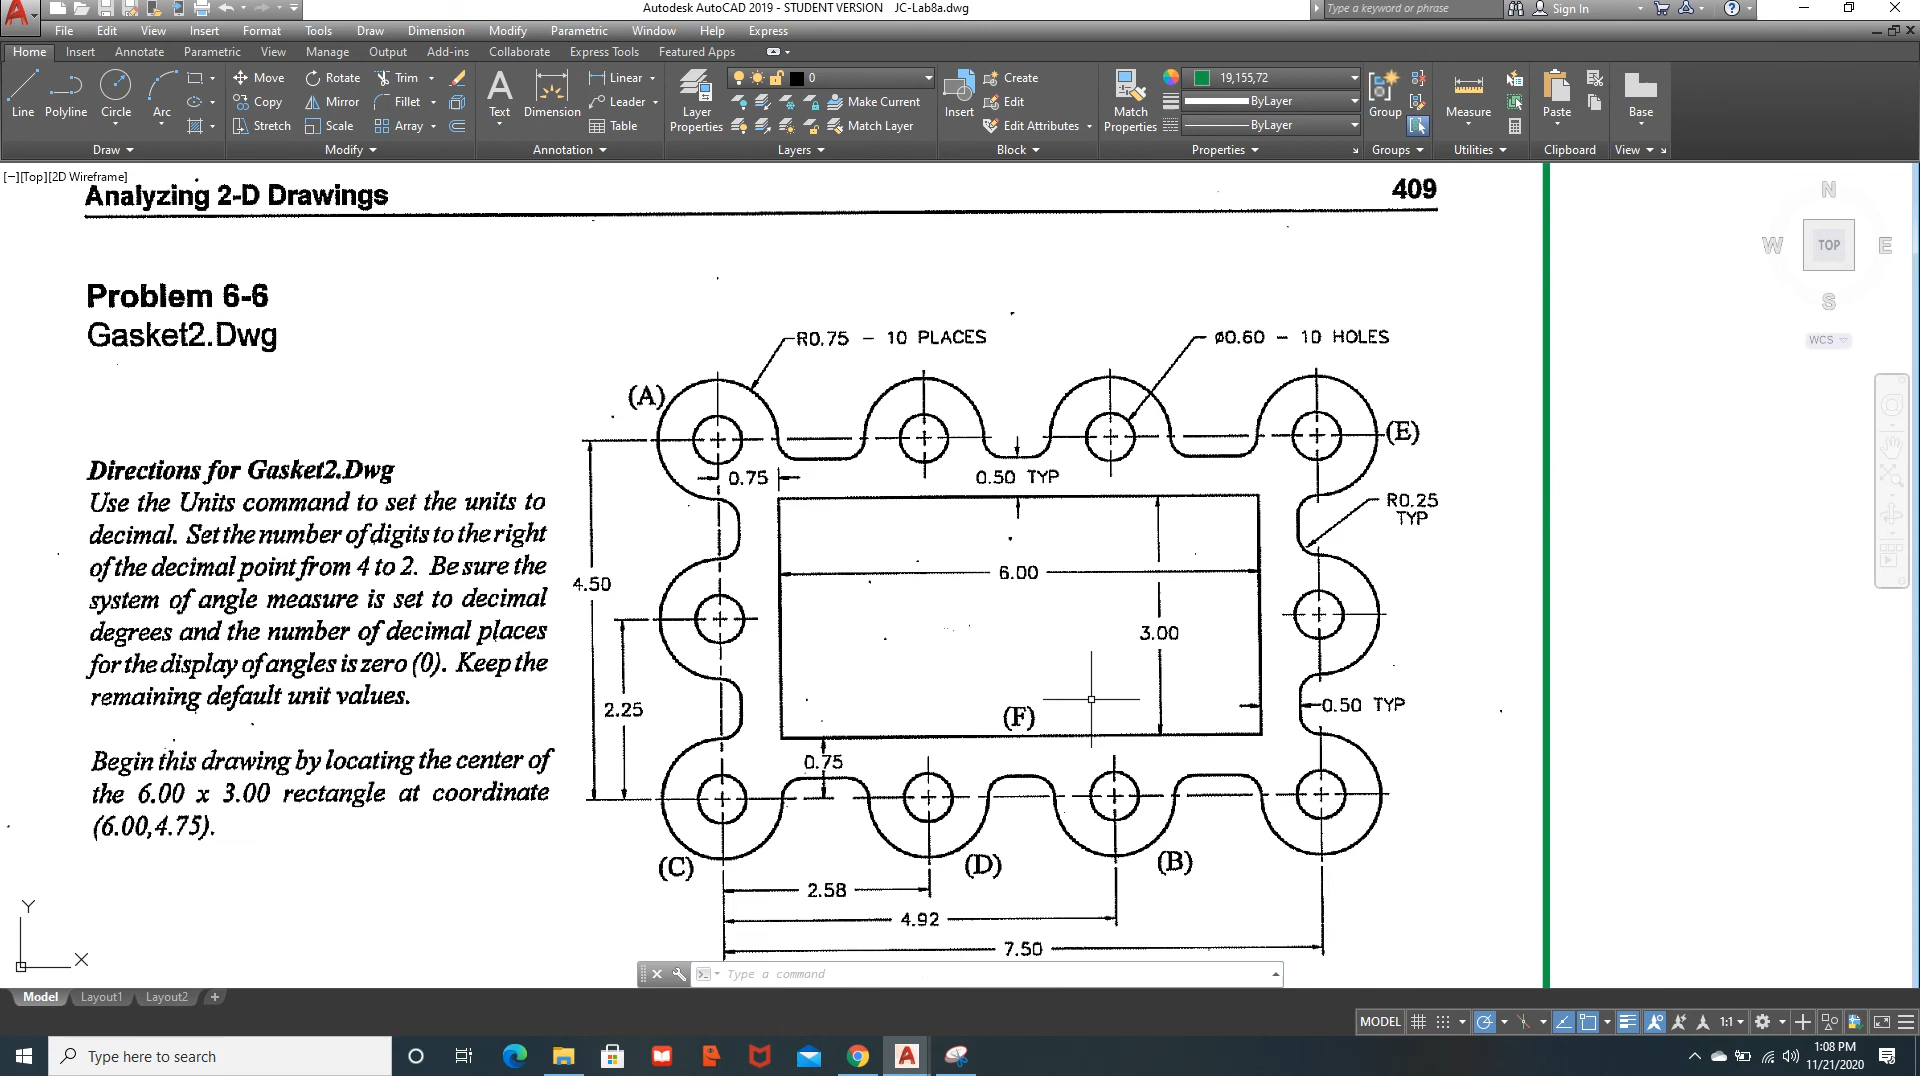 Autodesk AutoCAD 2019 - STUDENT VERSION JC-Lab8a.dwg
Type a keyword or phrase
Sign In
File Edit View Insert Format Tools Draw Dimension Modify Parametric Window Help Express
Home Insert Annotate Parametric View Manage Output Add-ins Collaborate Express Tools Featured Apps
Line Polyline Circle Arc
Move Rotate Trim
Copy Mirror Fillet
Stretch Scale Array
Text Dimension
Linear
Leader
Table
Layer Properties
0
Make Current
Match Layer
Insert
Create
Edit
Edit Attributes
Match Properties
19,155,72
ByLayer
ByLayer
Group Measure Paste Base
Draw Modify Annotation Layers Block Properties Groups Utilities Clipboard View
[−][Top][2D Wireframe]
Analyzing 2-D Drawings 409
N
W TOP E
S
WCS
Problem 6-6
Gasket2.Dwg
Directions for Gasket2.Dwg
Use the Units command to set the units to
decimal. Set the number of digits to the right
of the decimal point from 4 to 2. Be sure the
system of angle measure is set to decimal
degrees and the number of decimal places
for the display of angles is zero (0). Keep the
remaining default unit values.
Begin this drawing by locating the center of
the 6.00 x 3.00 rectangle at coordinate
(6.00,4.75).
R0.75 - 10 PLACES
Ø0.60 - 10 HOLES
(A)
(E)
0.75
0.50 TYP
R0.25
TYP
6.00
4.50
3.00
2.25
(F)
0.50 TYP
0.75
(C)
(D)
(B)
2.58
4.92
7.50
Y
X
Type a command
Model Layout1 Layout2 +
MODEL
1:1
Type here to search
1:08 PM
11/21/2020